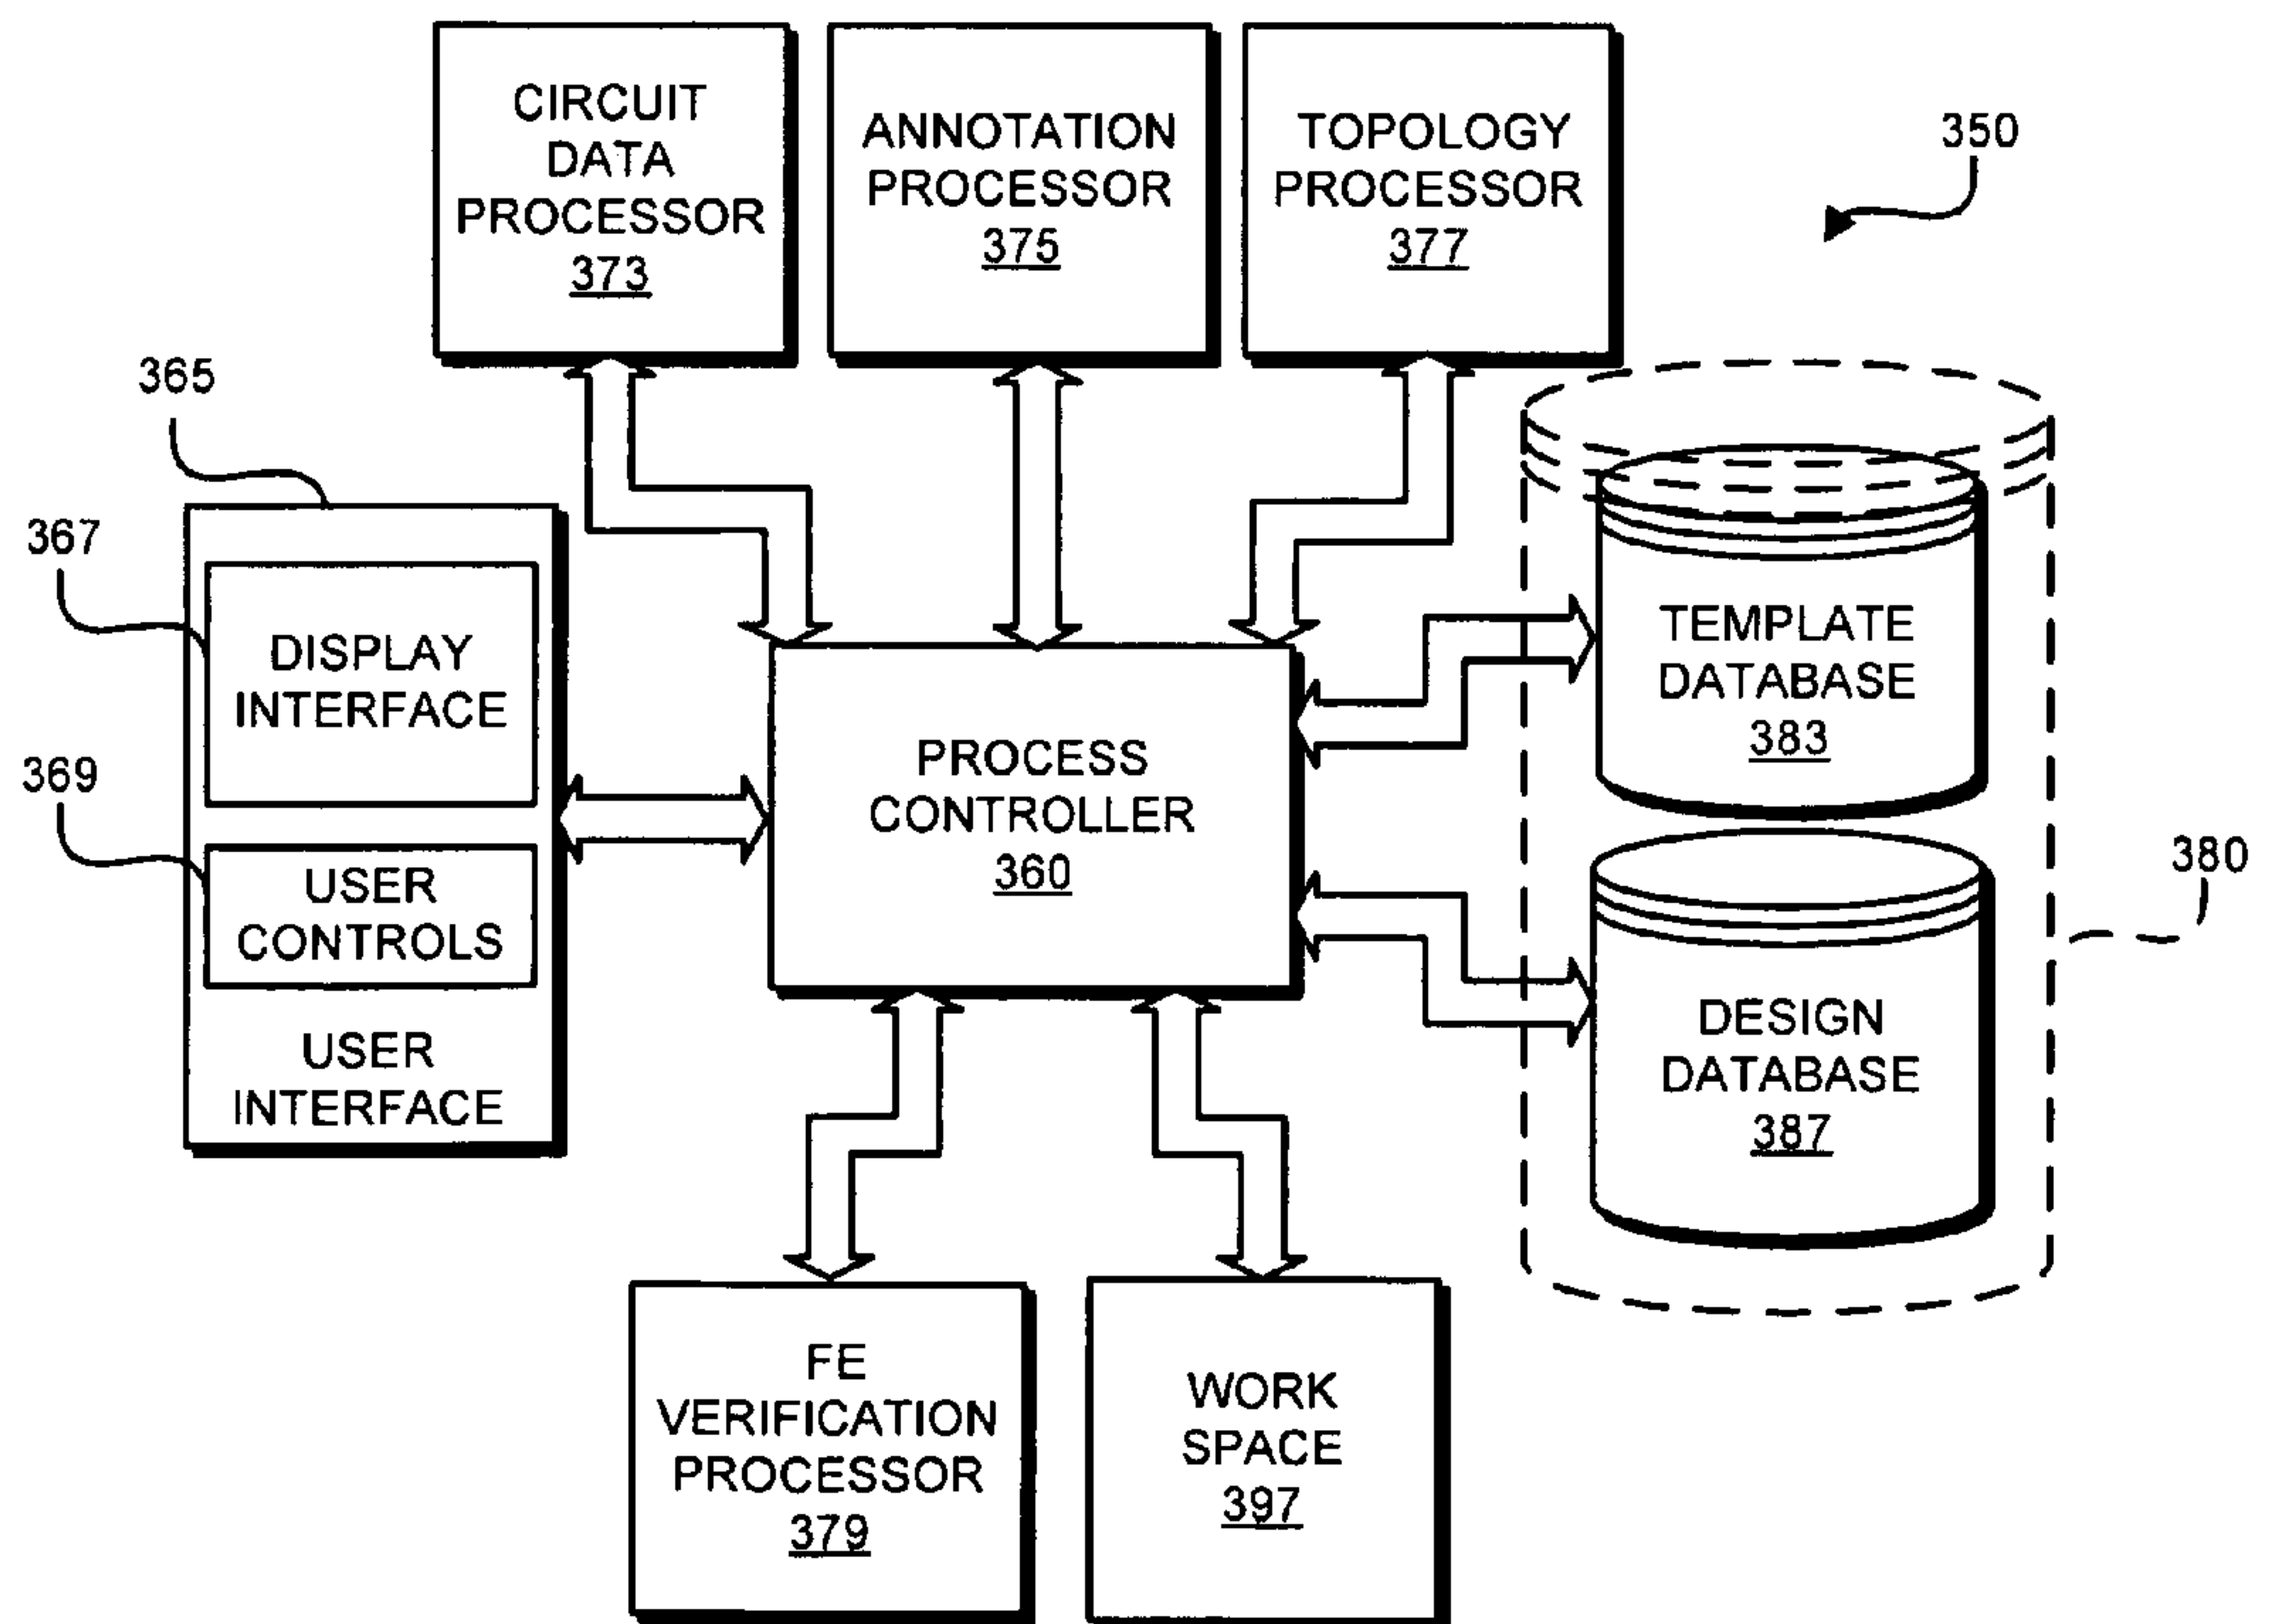 CIRCUIT
DATA
PROCESSOR
373
ANNOTATION
PROCESSOR
375
TOPOLOGY
PROCESSOR
377
350
365
367
DISPLAY
INTERFACE
369
USER
CONTROLS
USER
INTERFACE
PROCESS
CONTROLLER
360
TEMPLATE
DATABASE
383
380
DESIGN
DATABASE
387
FE
VERIFICATION
PROCESSOR
379
WORK
SPACE
397